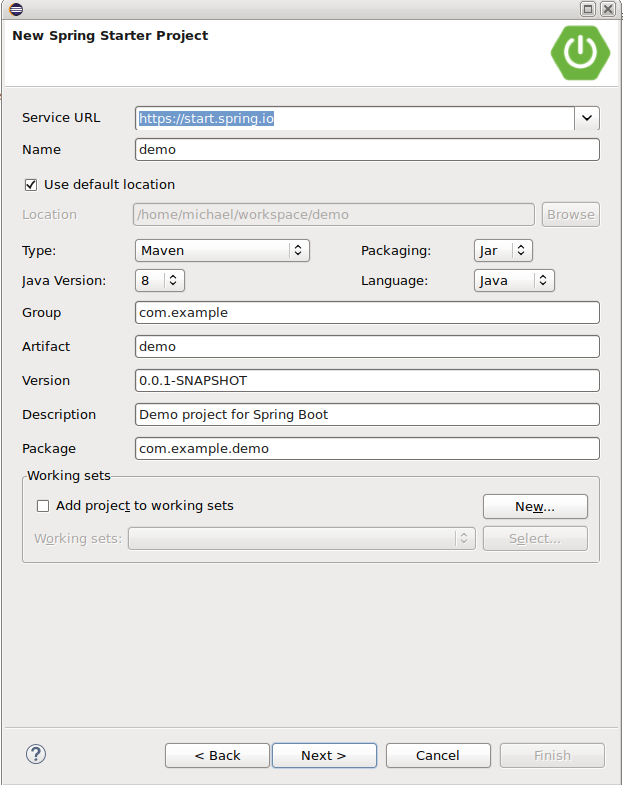 New Spring Starter Project
Service URL https://start.spring.io
Name demo
Use default location
Location /home/michael/workspace/demo Browse
Type: Maven Packaging: Jar
Java Version: 8 Language: Java
Group com.example
Artifact demo
Version 0.0.1-SNAPSHOT
Description Demo project for Spring Boot
Package com.example.demo
Working sets
Add project to working sets New...
Working sets: Select...
? < Back Next > Cancel Finish